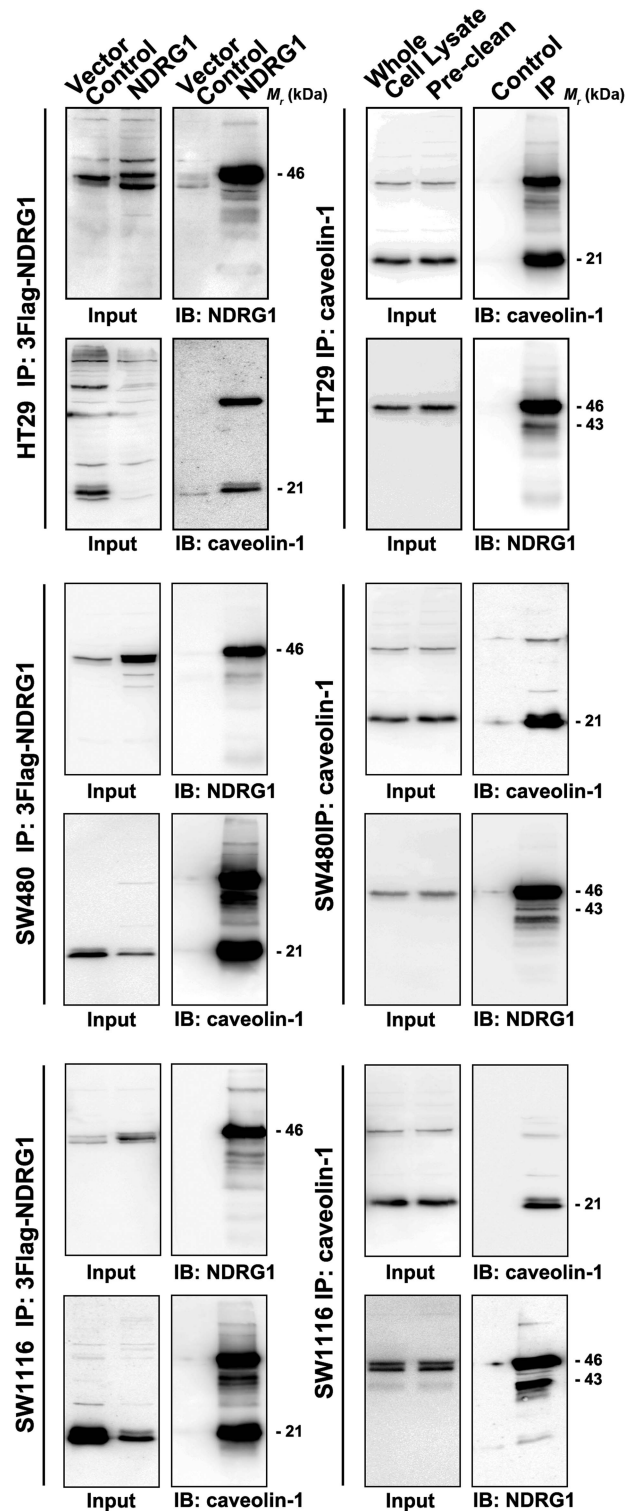 Vector
Control
NDRG1
Vector
Control
NDRG1
Mr (kDa)
Whole
Cell Lysate
Pre-clean
Control
IP
Mr (kDa)
HT29 IP: 3Flag-NDRG1
- 46
Input
IB: NDRG1
- 21
Input
IB: caveolin-1
HT29 IP: caveolin-1
- 21
Input
IB: caveolin-1
- 46
- 43
Input
IB: NDRG1
SW480 IP: 3Flag-NDRG1
- 46
Input
IB: NDRG1
- 21
Input
IB: caveolin-1
SW480IP: caveolin-1
- 21
Input
IB: caveolin-1
- 46
- 43
Input
IB: NDRG1
SW1116 IP: 3Flag-NDRG1
- 46
Input
IB: NDRG1
- 21
Input
IB: caveolin-1
SW1116 IP: caveolin-1
- 21
Input
IB: caveolin-1
- 46
- 43
Input
IB: NDRG1